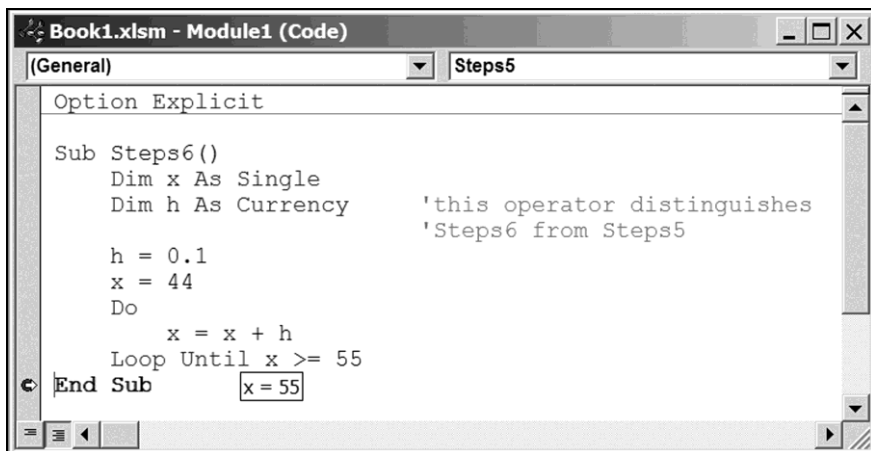 Book1.xlsm - Module1 (Code)
(General) Steps5
Option Explicit
Sub Steps6()
Dim x As Single
Dim h As Currency 'this operator distinguishes
'Steps6 from Steps5
h = 0.1
x = 44
Do
x = x + h
Loop Until x >= 55
End Sub
x = 55